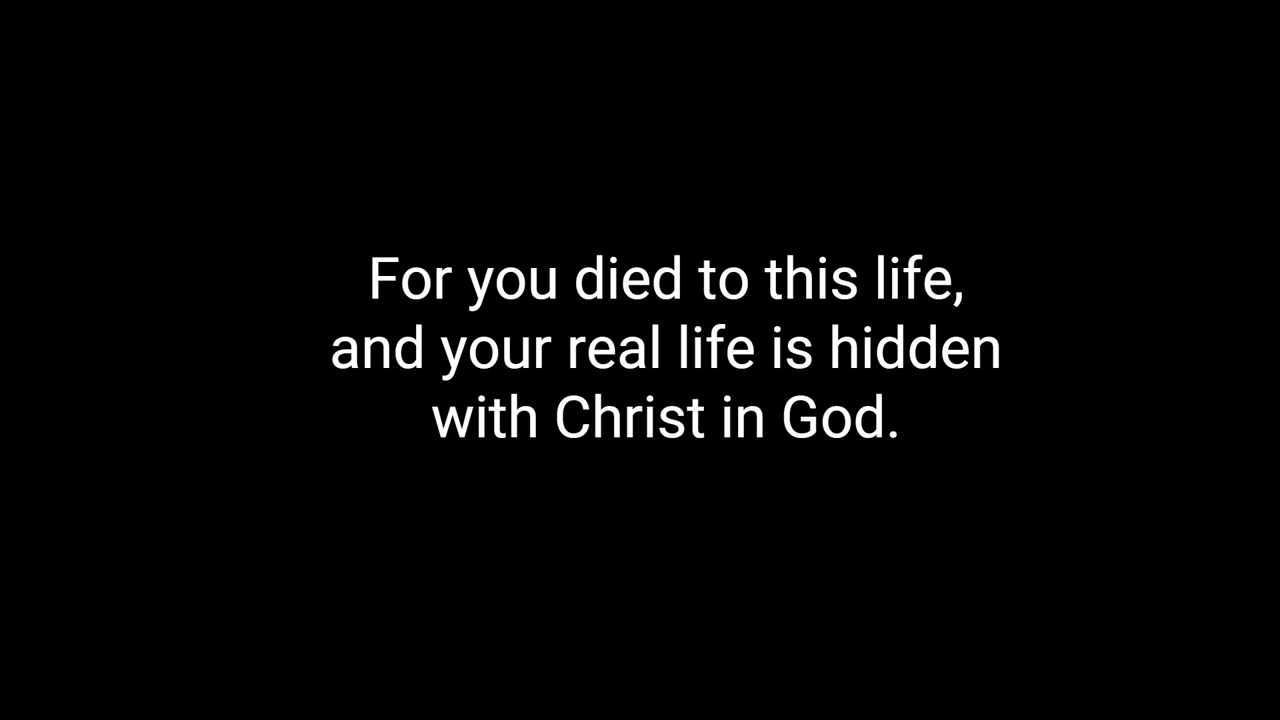 For you died to this life,
and your real life is hidden
with Christ in God.